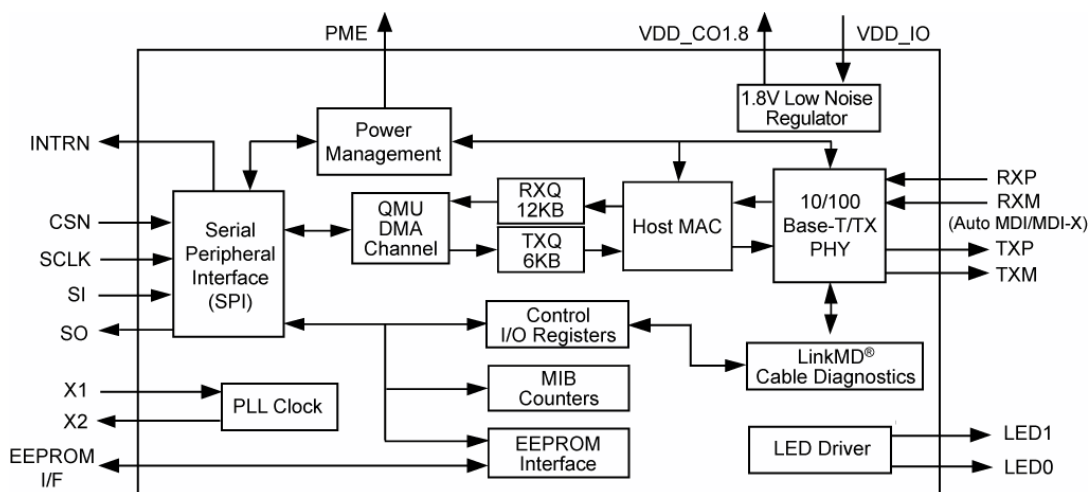 PME
VDD_CO1.8
VDD_IO
1.8V Low Noise
Regulator
Power
Management
INTRN
CSN
SCLK
SI
SO
Serial
Peripheral
Interface
(SPI)
QMU
DMA
Channel
RXQ
12KB
TXQ
6KB
Host MAC
10/100
Base-T/TX
PHY
RXP
RXM
(Auto MDI/MDI-X)
TXP
TXM
Control
I/O Registers
LinkMD®
Cable Diagnostics
X1
X2
PLL Clock
MIB
Counters
EEPROM
I/F
EEPROM
Interface
LED Driver
LED1
LED0